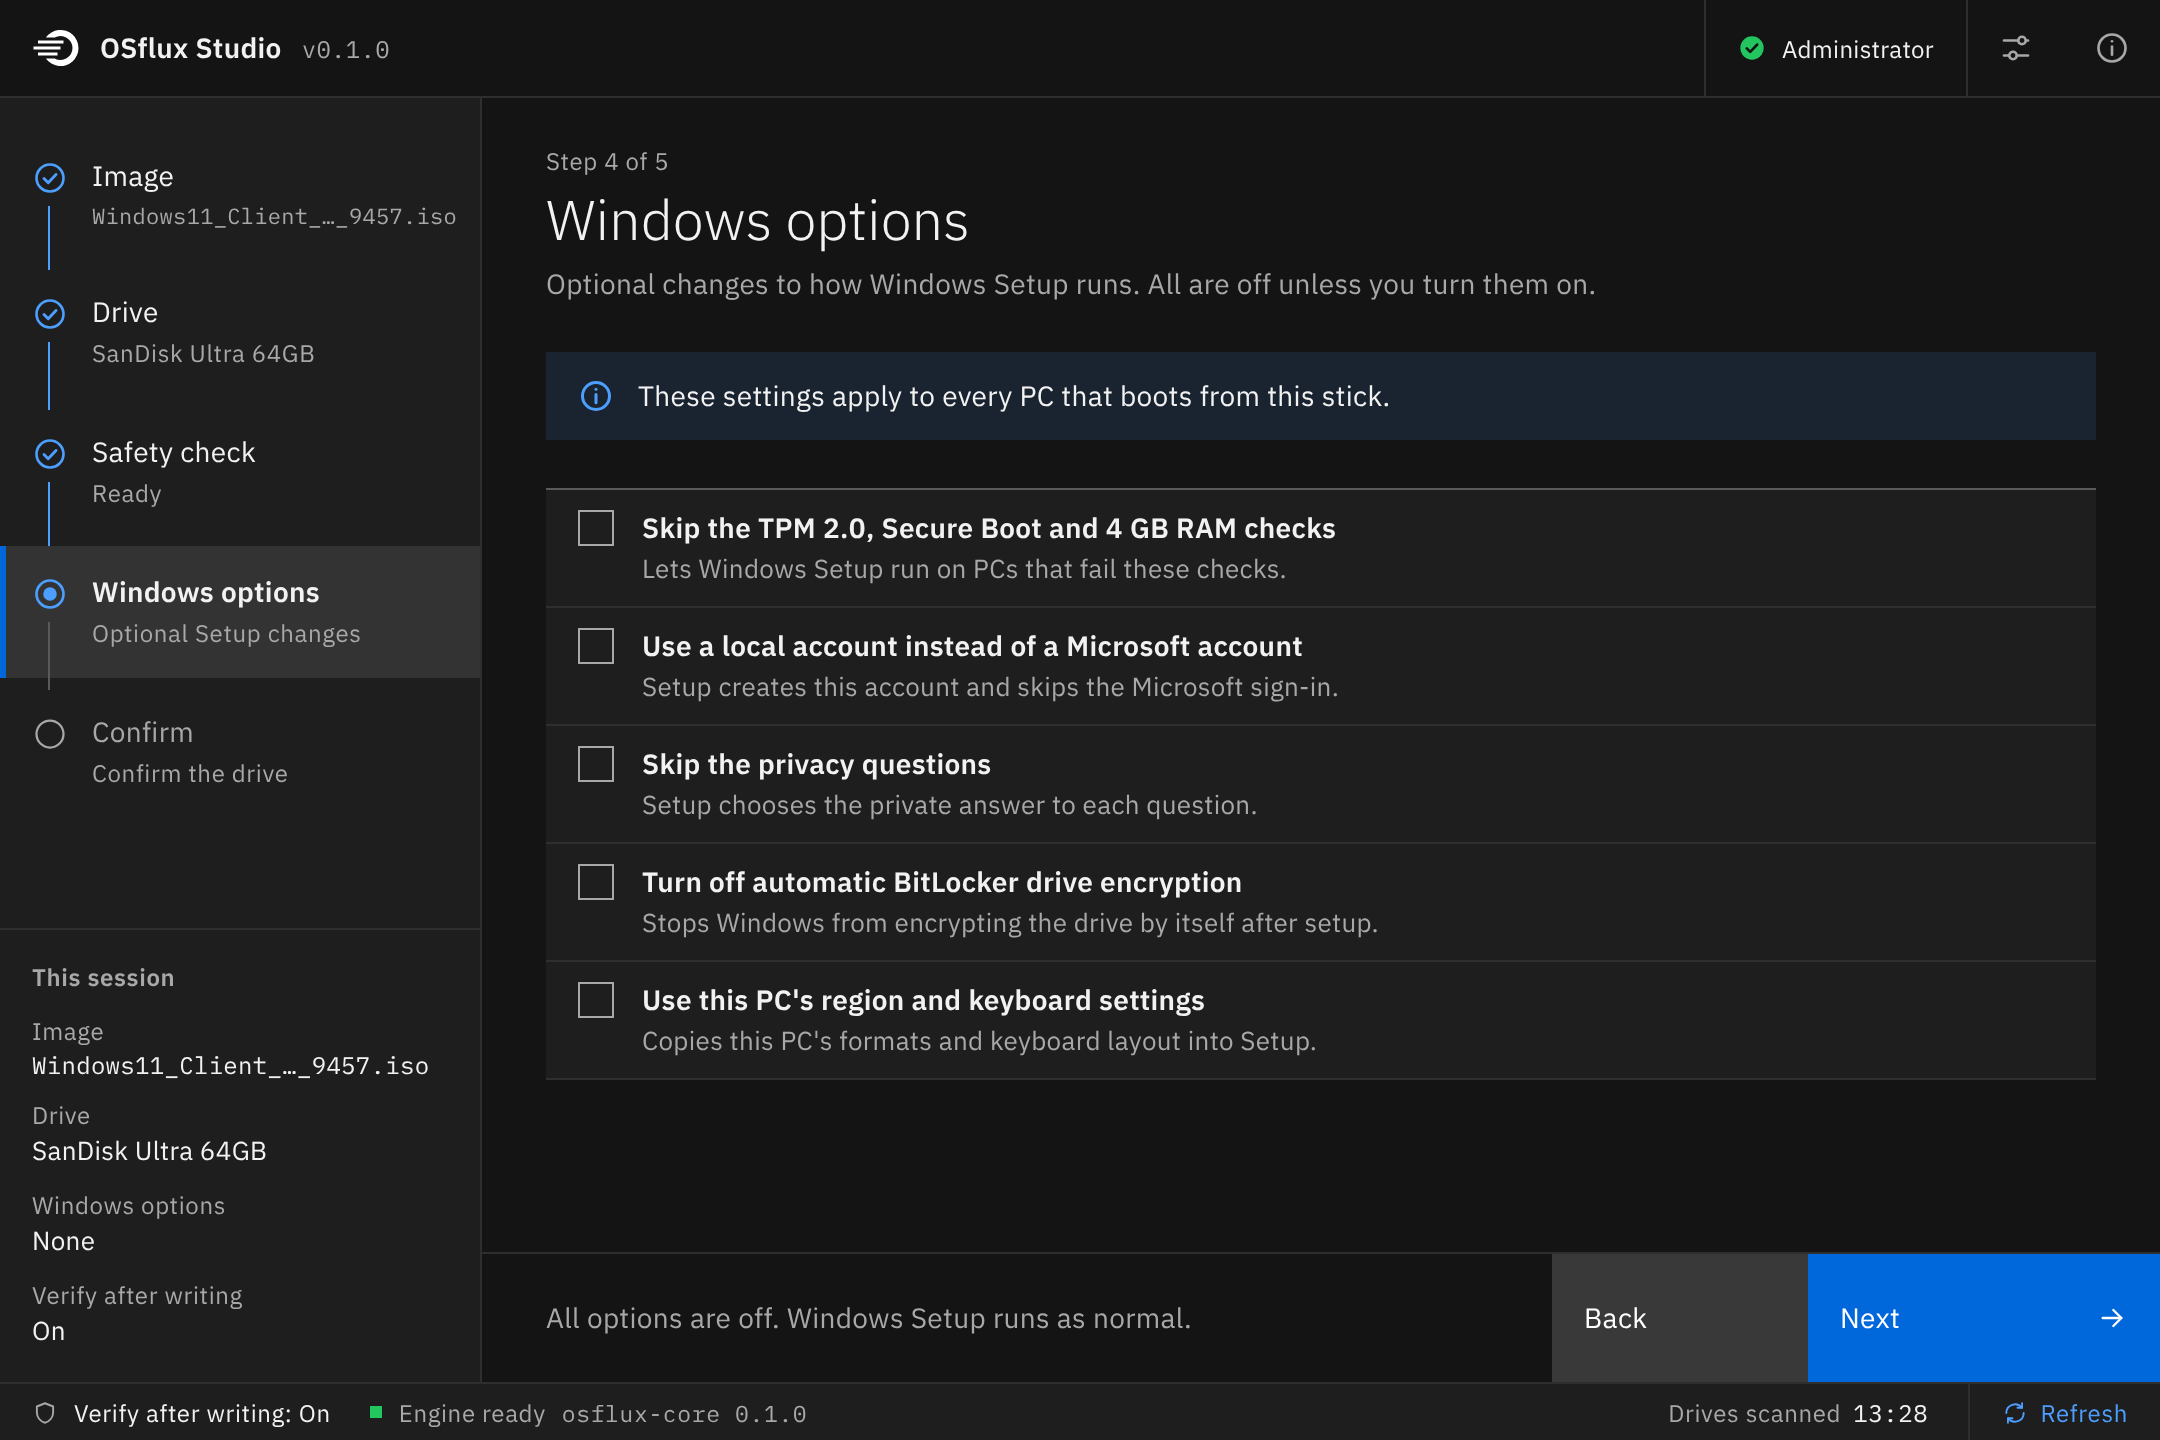 OSflux Studio v0.1.0
Administrator
Image
Windows11_Client_…_9457.iso
Drive
SanDisk Ultra 64GB
Safety check
Ready
Windows options
Optional Setup changes
Confirm
Confirm the drive
This session
Image
Windows11_Client_…_9457.iso
Drive
SanDisk Ultra 64GB
Windows options
None
Verify after writing
On
Step 4 of 5
Windows options
Optional changes to how Windows Setup runs. All are off unless you turn them on.
These settings apply to every PC that boots from this stick.
Skip the TPM 2.0, Secure Boot and 4 GB RAM checks
Lets Windows Setup run on PCs that fail these checks.
Use a local account instead of a Microsoft account
Setup creates this account and skips the Microsoft sign-in.
Skip the privacy questions
Setup chooses the private answer to each question.
Turn off automatic BitLocker drive encryption
Stops Windows from encrypting the drive by itself after setup.
Use this PC's region and keyboard settings
Copies this PC's formats and keyboard layout into Setup.
All options are off. Windows Setup runs as normal.
Back
Next
Verify after writing: On
Engine ready osflux-core 0.1.0
Drives scanned 13:28
Refresh